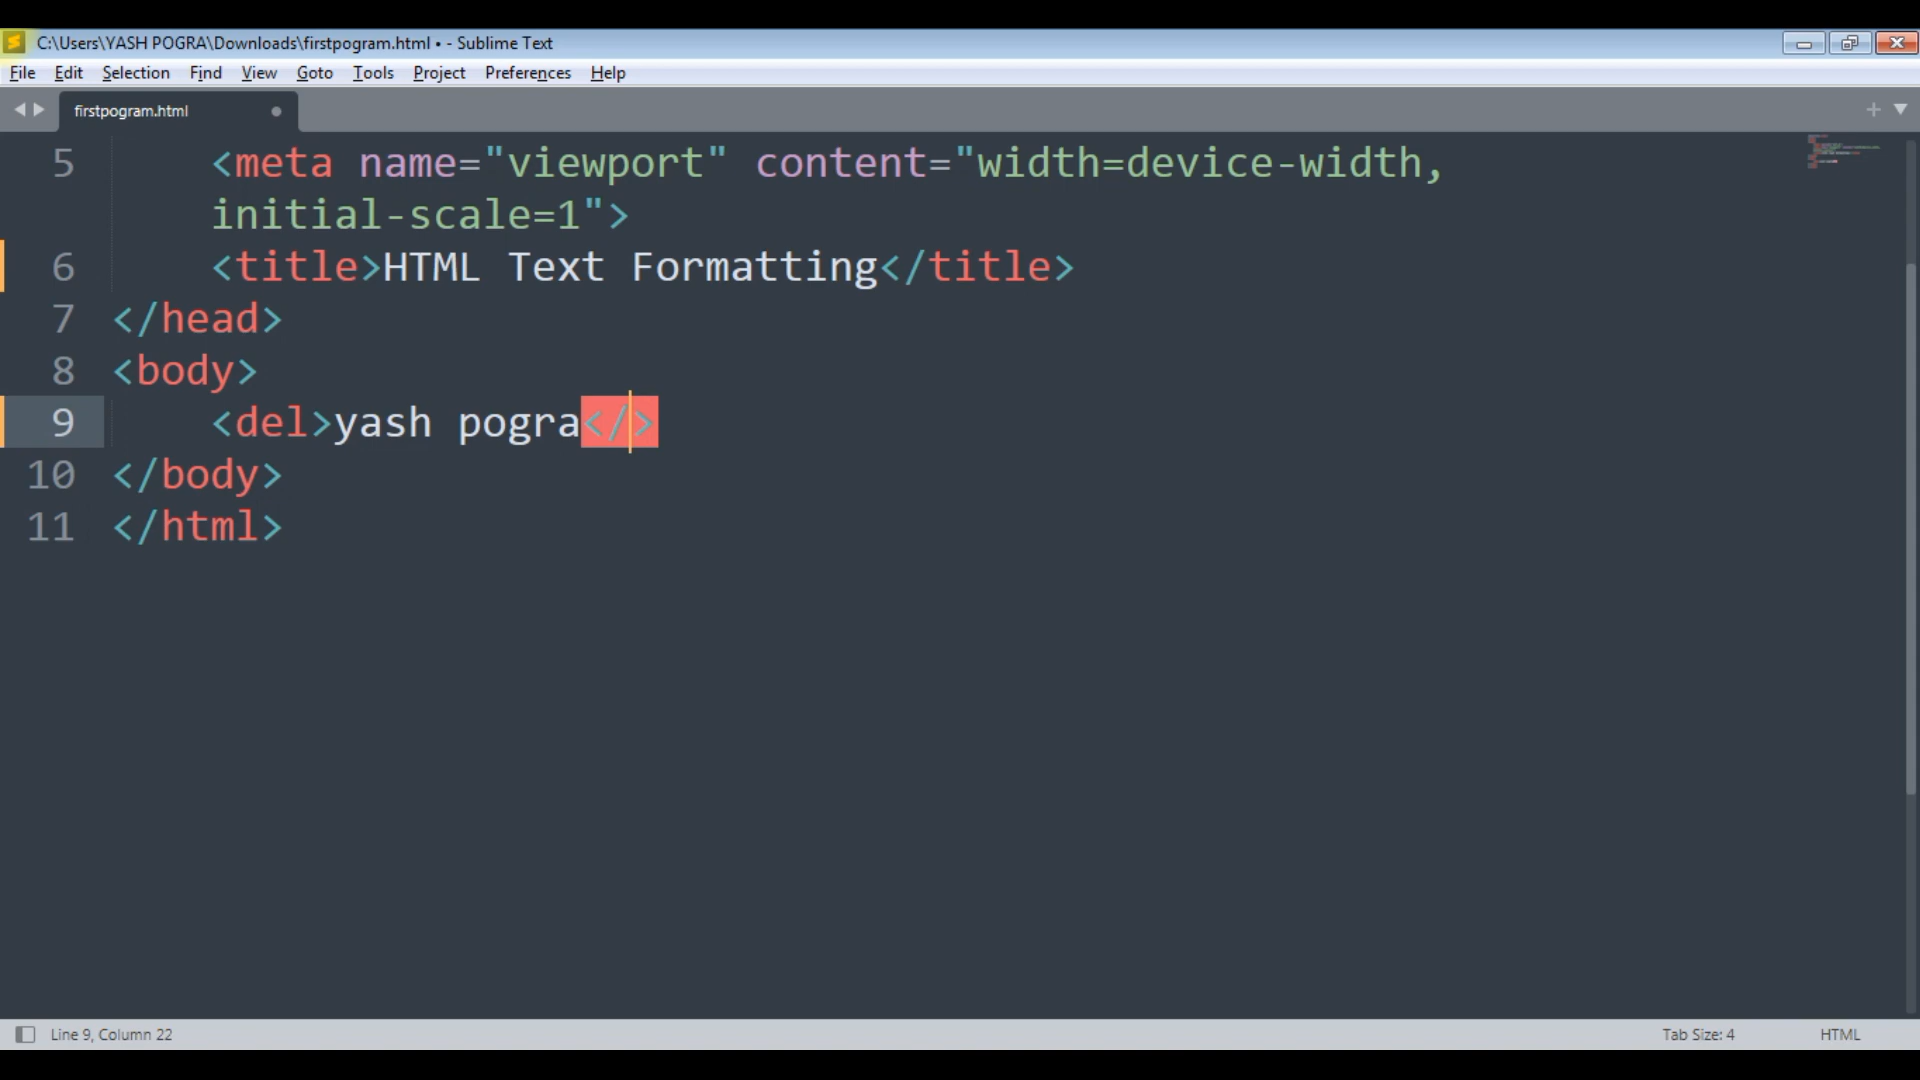 C:\Users\YASH POGRA\Downloads\firstpogram.html • - Sublime Text
File Edit Selection Find View Goto Tools Project Preferences Help
firstpogram.html
5 <meta name="viewport" content="width=device-width,
initial-scale=1">
6 <title>HTML Text Formatting</title>
7 </head>
8 <body>
9 <del>yash pogra</>
10 </body>
11 </html>
Line 9, Column 22 Tab Size: 4 HTML